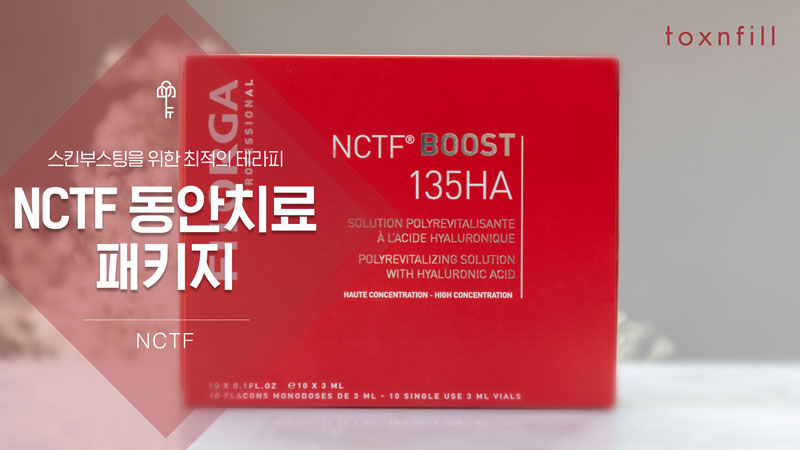 toxnfill
스킨부스팅을 위한 최적의 테라피
NCTF 동안치료
패키지
NCTF
FILORGA
PROFESSIONAL
NCTF® BOOST
135HA
SOLUTION POLYREVITALISANTE
À L'ACIDE HYALURONIQUE
POLYREVITALIZING SOLUTION
WITH HYALURONIC ACID
HAUTE CONCENTRATION - HIGH CONCENTRATION
10 X 0.1FL.OZ ℮10 X 3 ML
10 FLACONS MONODOSES DE 3 ML - 10 SINGLE USE 3 ML VIALS